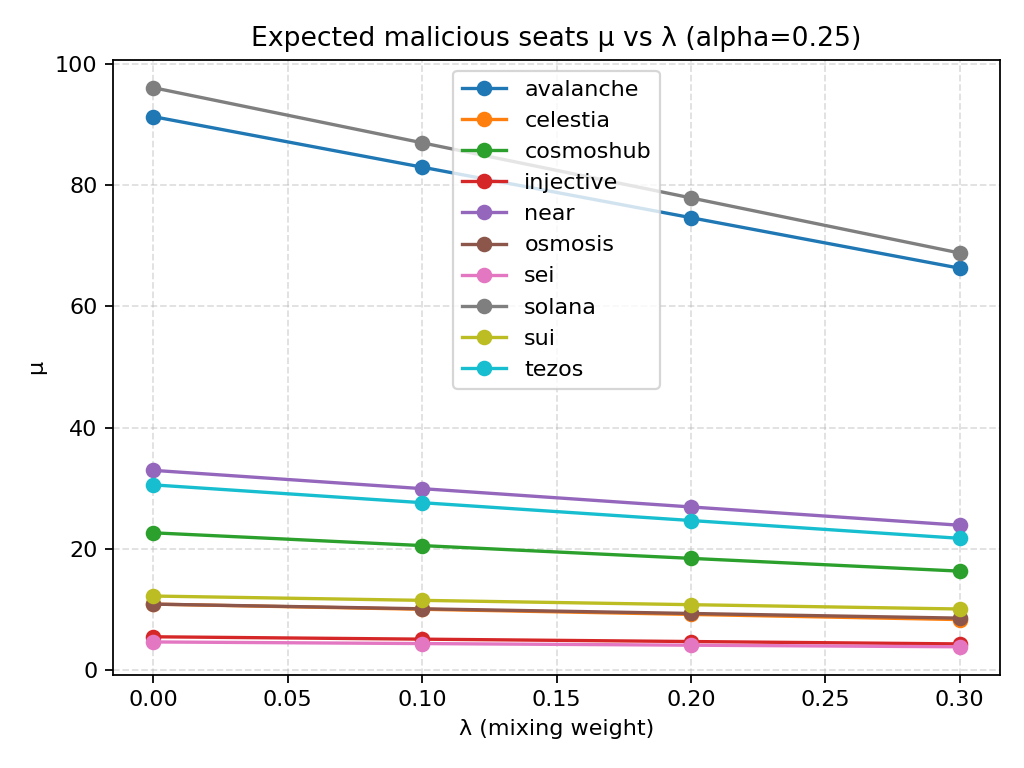 Expected malicious seats μ vs λ (alpha=0.25)
100
80
60
40
20
0
μ
avalanche
celestia
cosmoshub
injective
near
osmosis
sei
solana
sui
tezos
0.00 0.05 0.10 0.15 0.20 0.25 0.30
λ (mixing weight)